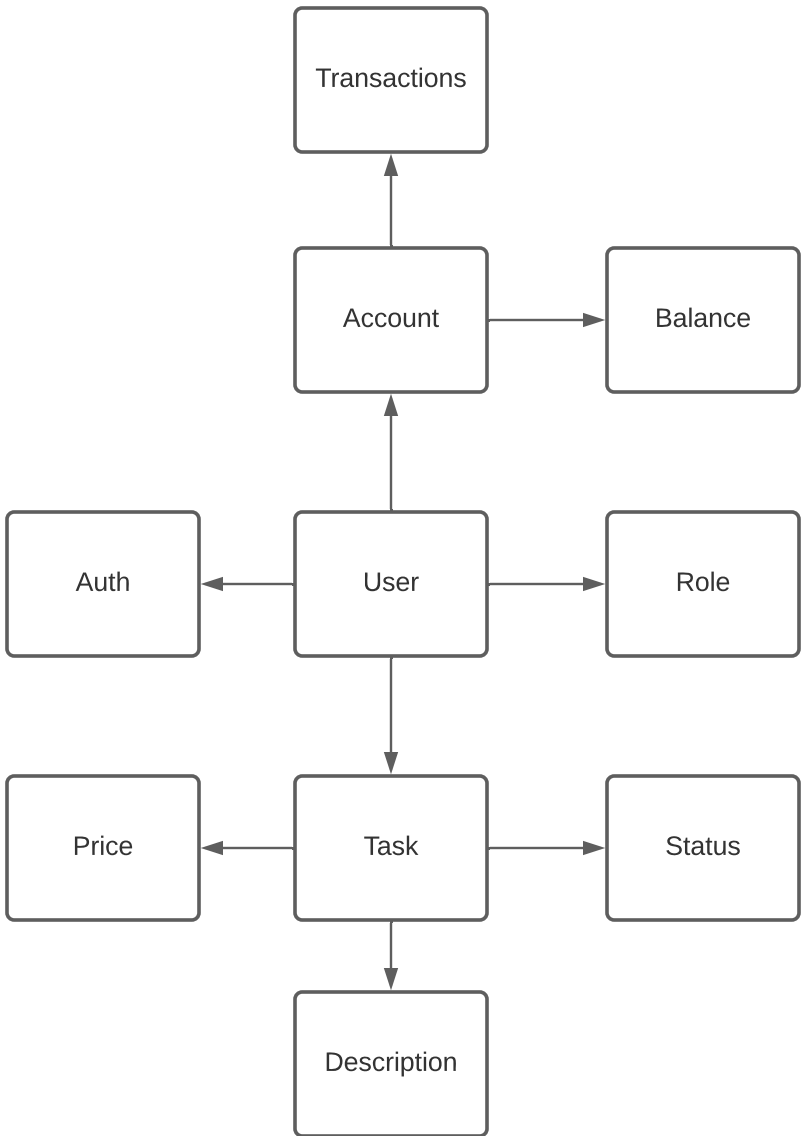 Transactions
Account
Balance
Auth
User
Role
Price
Task
Status
Description